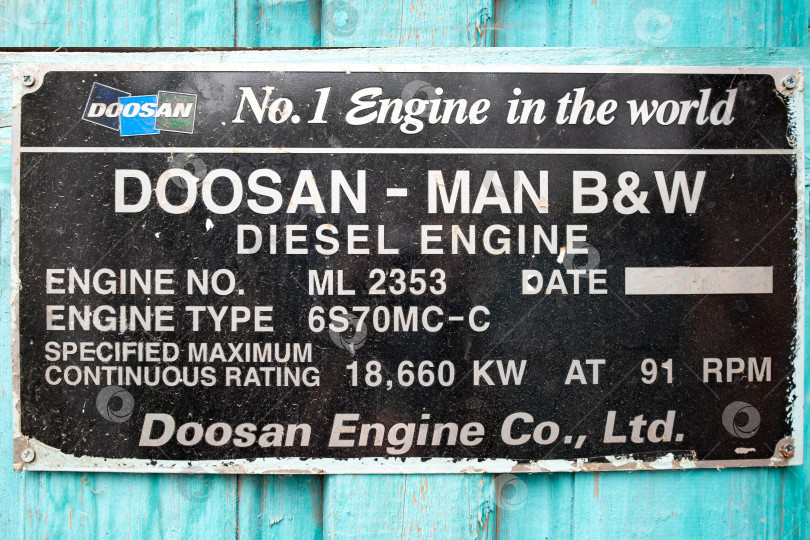 DOOSAN No. 1 Engine in the world
DOOSAN - MAN B&W
DIESEL ENGINE
ENGINE NO. ML 2353 DATE
ENGINE TYPE 6S70MC-C
SPECIFIED MAXIMUM
CONTINUOUS RATING 18,660 KW AT 91 RPM
Doosan Engine Co., Ltd.